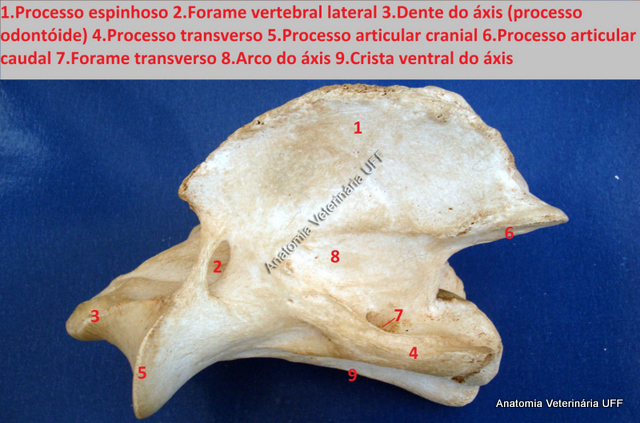 1.Processo espinhoso 2.Forame vertebral lateral 3.Dente do áxis (processo
odontóide) 4.Processo transverso 5.Processo articular cranial 6.Processo articular
caudal 7.Forame transverso 8.Arco do áxis 9.Crista ventral do áxis
1
Anatomia Veterinária UFF
6
8
2
7
3
4
5
9
Anatomia Veterinária UFF